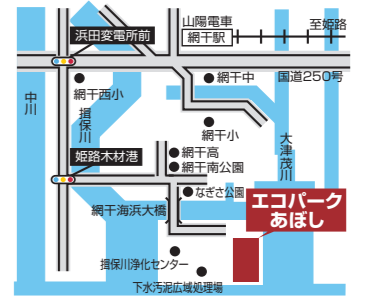 山陽電車
網干駅
至姫路
浜田変電所前
国道250号
網干西小
網干中
中川
揖保川
網干小
大津茂川
姫路木材港
網干高
網干南公園
なぎさ公園
網干海浜大橋
エコパーク
あぼし
揖保川浄化センター
下水汚泥広域処理場